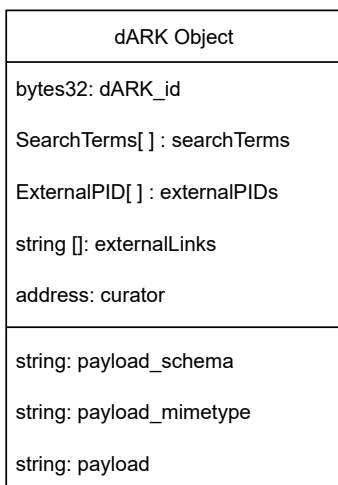 dARK Object
bytes32: dARK_id
SearchTerms[ ] : searchTerms
ExternalPID[ ] : externalPIDs
string []: externalLinks
address: curator
string: payload_schema
string: payload_mimetype
string: payload